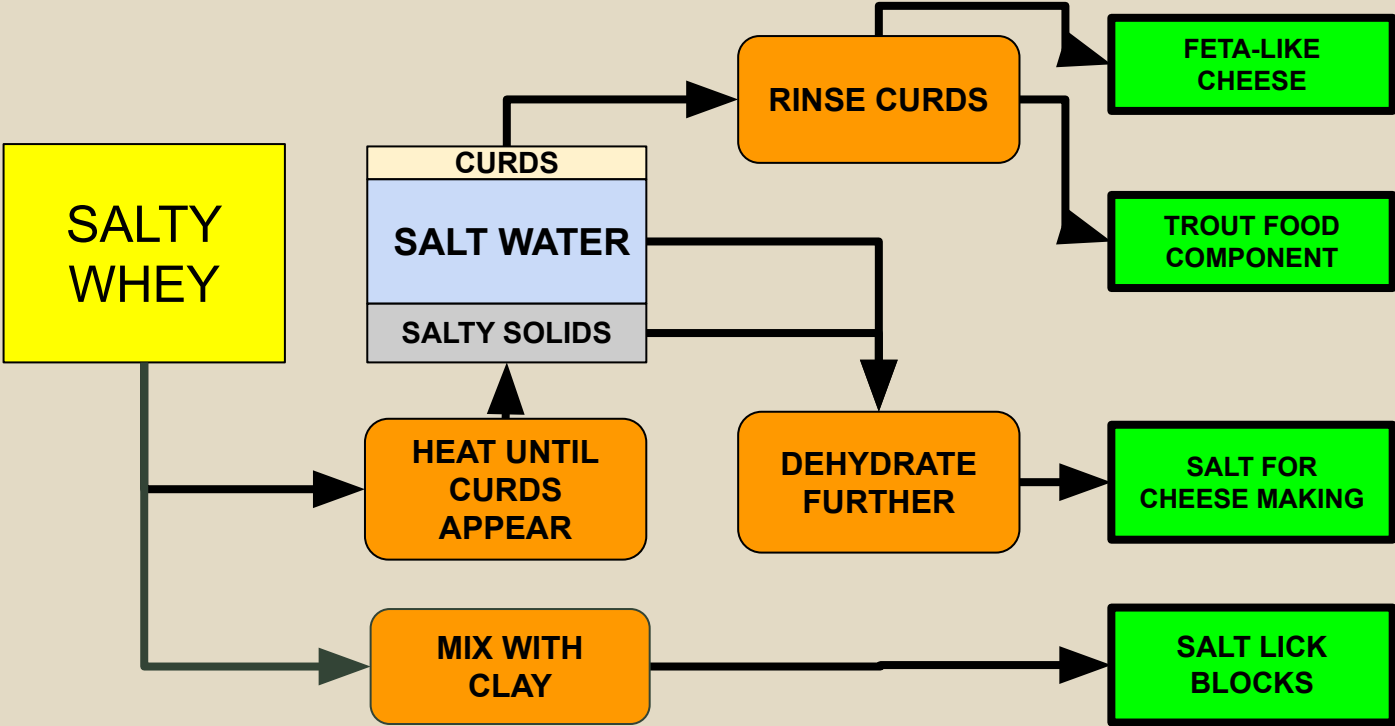 SALTY
WHEY
CURDS
SALT WATER
SALTY SOLIDS
HEAT UNTIL
CURDS
APPEAR
MIX WITH
CLAY
RINSE CURDS
DEHYDRATE
FURTHER
FETA-LIKE
CHEESE
TROUT FOOD
COMPONENT
SALT FOR
CHEESE MAKING
SALT LICK
BLOCKS